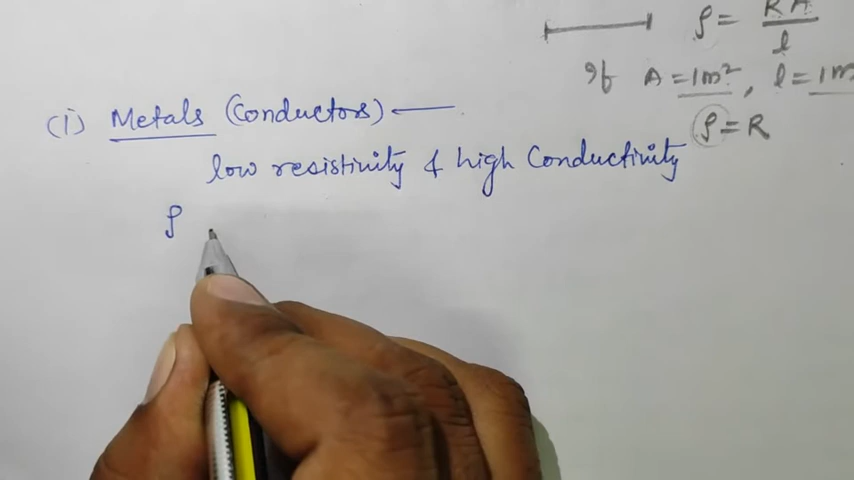 ρ = RA / l
If A = 1m², l = 1m
(i) Metals (Conductors) —
ρ = R
low resistivity & high Conductivity
ρ